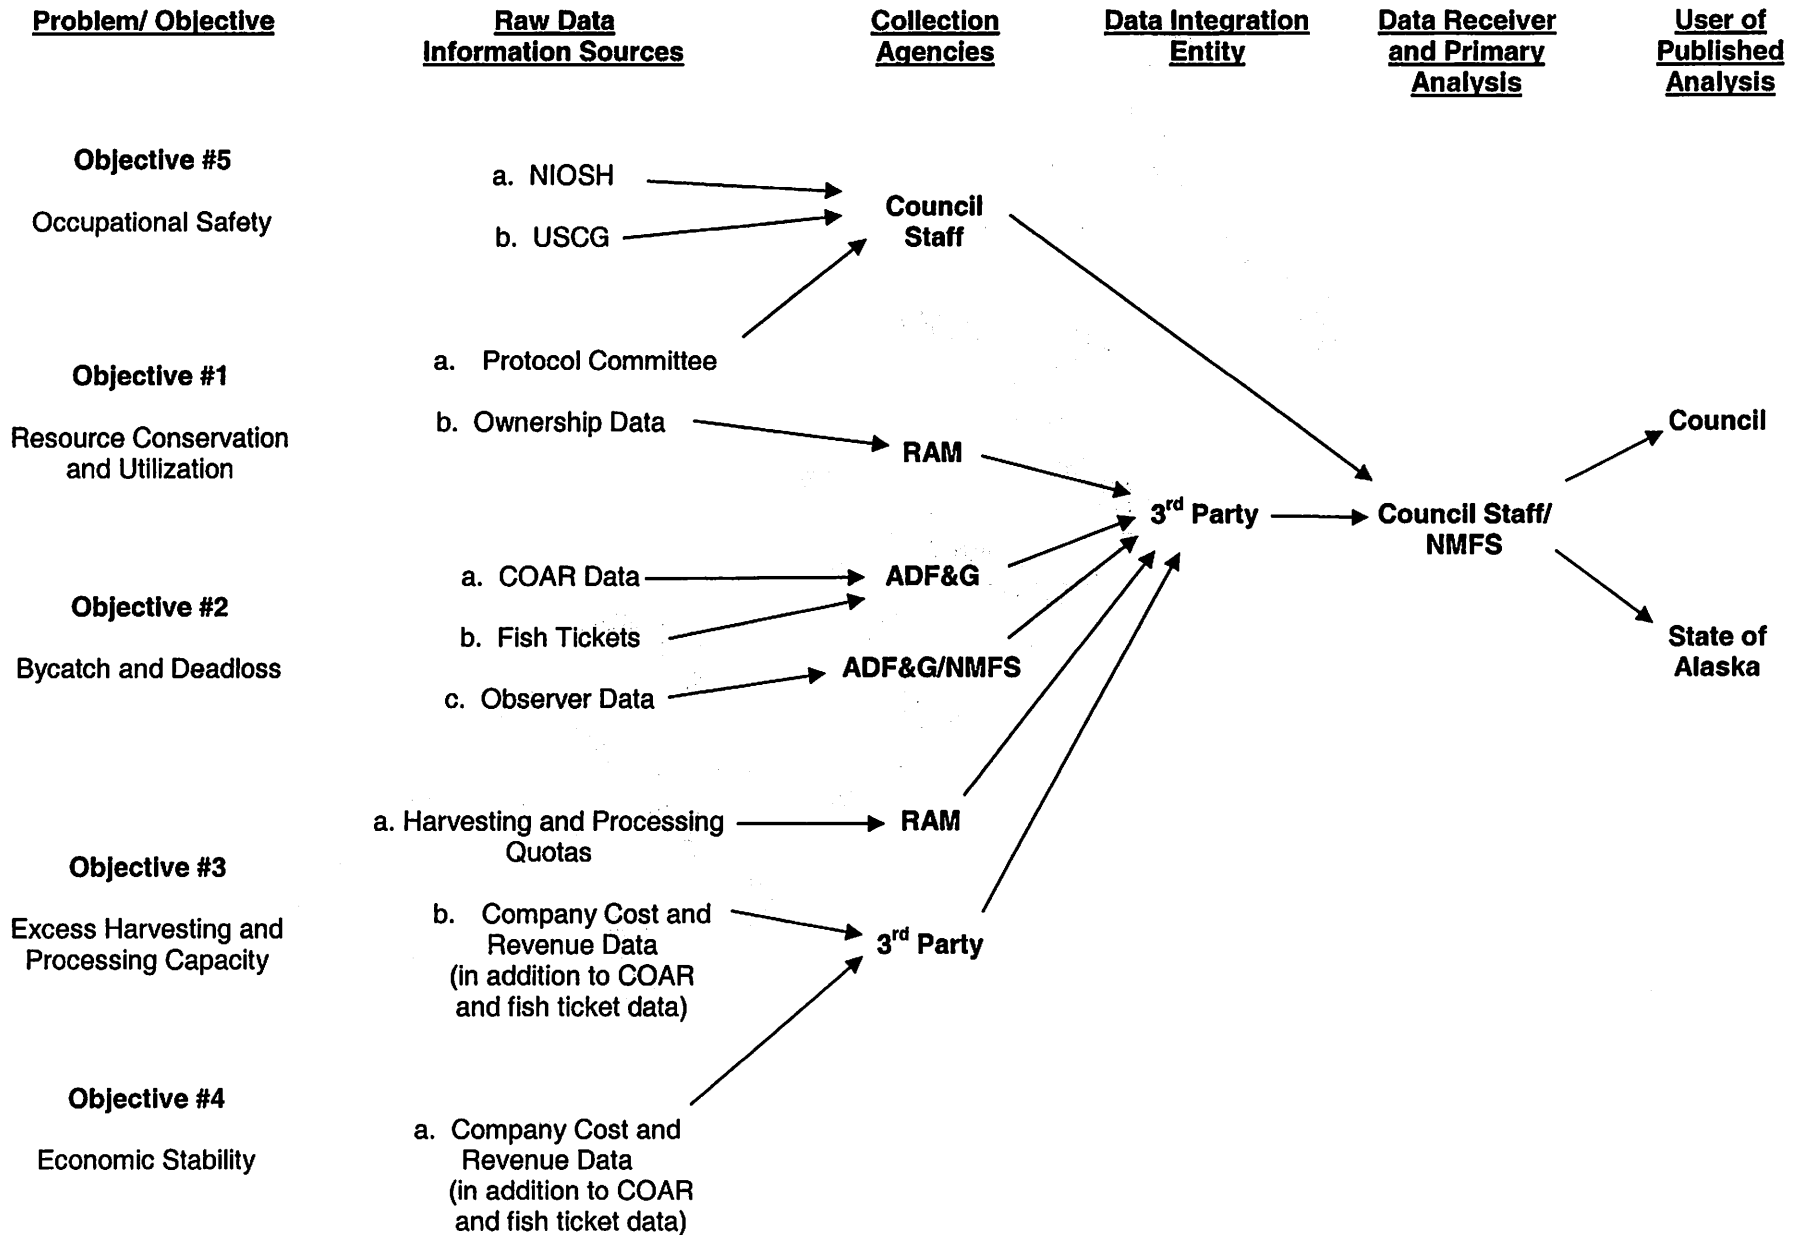 Problem/ Objective
Raw Data
Information Sources
Collection
Agencies
Data Integration
Entity
Data Receiver
and Primary
Analysis
User of
Published
Analysis
Objective #5
Occupational Safety
a. NIOSH
b. USCG
Council
Staff
Objective #1
Resource Conservation
and Utilization
a. Protocol Committee
b. Ownership Data
RAM
3rd Party
Council Staff/
NMFS
Council
State of
Alaska
Objective #2
Bycatch and Deadloss
a. COAR Data
b. Fish Tickets
c. Observer Data
ADF&G
ADF&G/NMFS
Objective #3
Excess Harvesting and
Processing Capacity
a. Harvesting and Processing
Quotas
RAM
b. Company Cost and
Revenue Data
(in addition to COAR
and fish ticket data)
3rd Party
Objective #4
Economic Stability
a. Company Cost and
Revenue Data
(in addition to COAR
and fish ticket data)